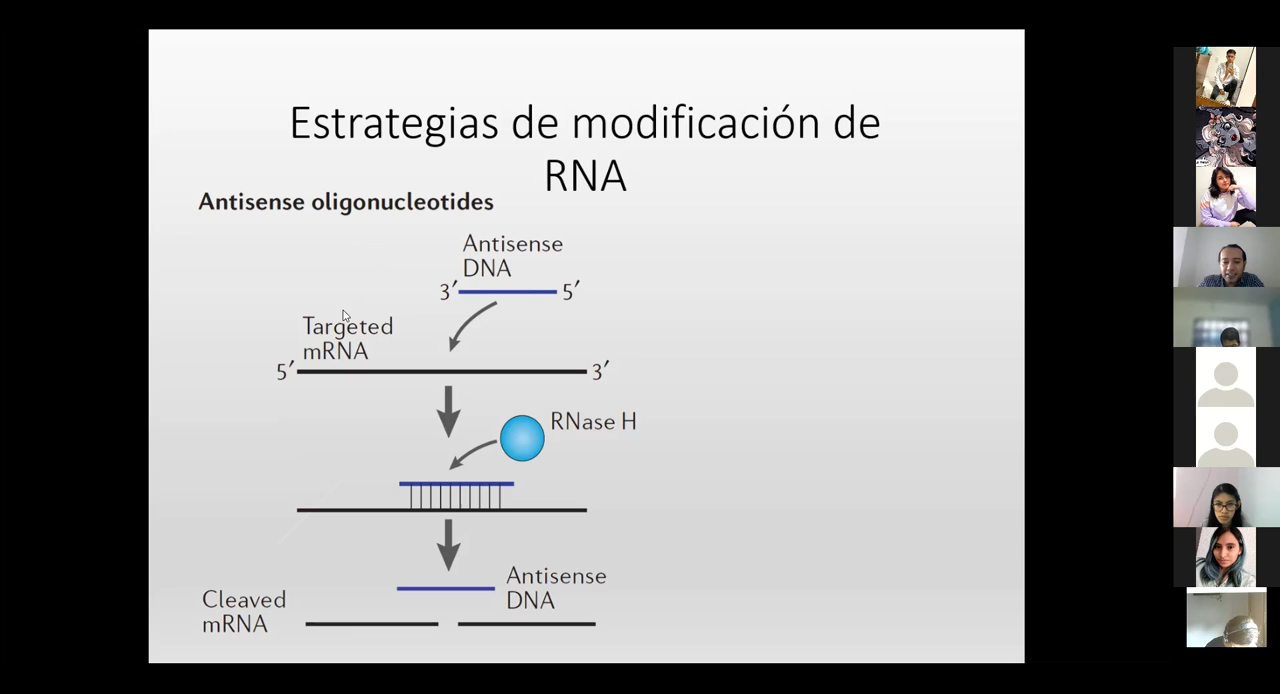 Estrategias de modificación de
RNA
Antisense oligonucleotides
Antisense
DNA
3′ 5′
Targeted
mRNA
5′ 3′
RNase H
Antisense
DNA
Cleaved
mRNA